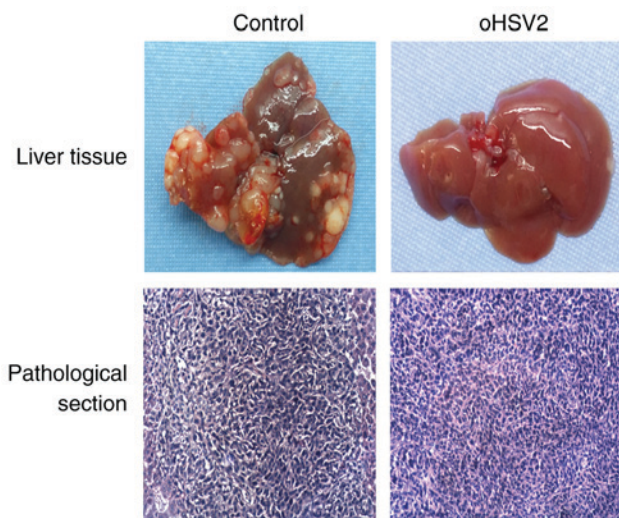 Control
oHSV2
Liver tissue
Pathological
section